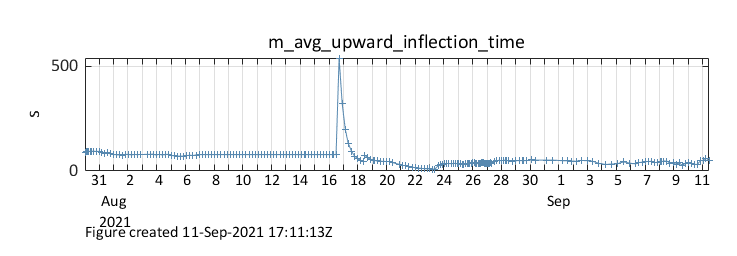 m_avg_upward_inflection_time
500
s
0
31 2 4 6 8 10 12 14 16 18 20 22 24 26 28 30 1 3 5 7 9 11
Aug Sep
2021
Figure created 11-Sep-2021 17:11:13Z